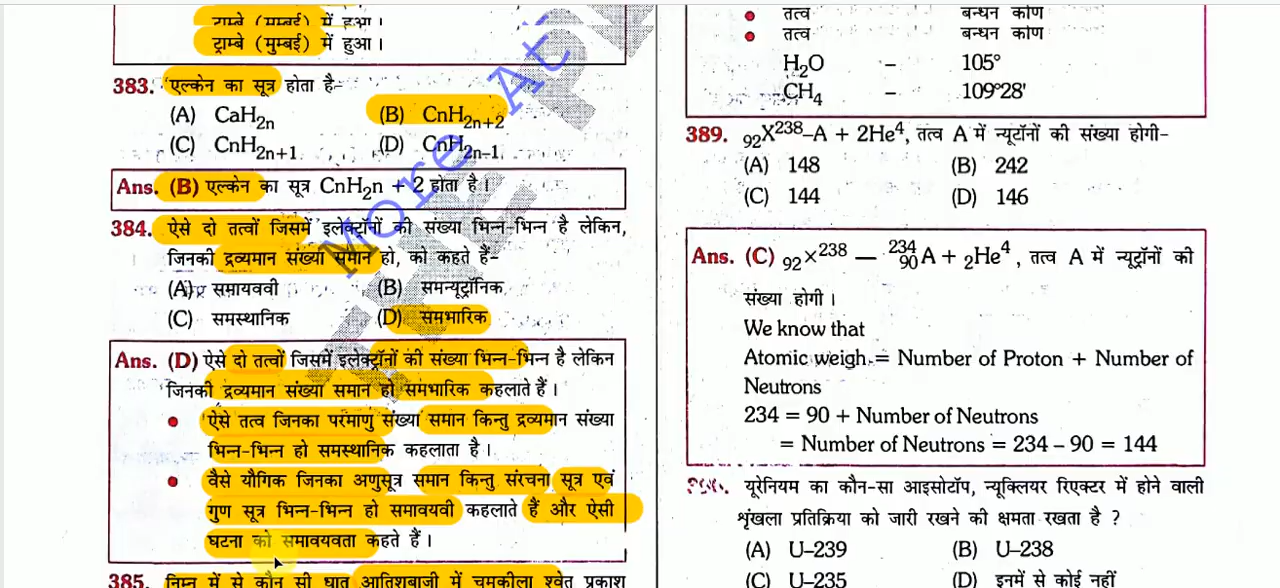 ट्राम्बे (मुम्बई) में हुआ।
ट्राम्बे (मुम्बई) में हुआ।
383. एल्केन का सूत्र होता है–
(A) CaH2n (B) CnH2n+2
(C) CnH2n+1 (D) CnH2n–1
Ans. (B) एल्केन का सूत्र CnH2n + 2 होता है।
384. ऐसे दो तत्वों जिसमें इलेक्ट्रॉनों की संख्या भिन्न-भिन्न है लेकिन,
जिनकी द्रव्यमान संख्या समान हो, को कहते हैं–
(A) समायववी (B) समन्यूट्रॉनिक
(C) समस्थानिक (D) समभारिक
Ans. (D) ऐसे दो तत्वों जिसमें इलेक्ट्रॉनों की संख्या भिन्न-भिन्न है लेकिन
जिनकी द्रव्यमान संख्या समान हो समभारिक कहलाते हैं।
• ऐसे तत्व जिनका परमाणु संख्या समान किन्तु द्रव्यमान संख्या
भिन्न-भिन्न हो समस्थानिक कहलाता है।
• वैसे यौगिक जिनका अणुसूत्र समान किन्तु संरचना सूत्र एवं
गुण सूत्र भिन्न-भिन्न हो समावयवी कहलाते हैं और ऐसी
घटना को समावयवता कहते हैं।
385. निम्न में से कौन सी धातु आतिशबाजी में चमकीला श्वेत प्रकाश
More At
• तत्व बन्धन कोण
• तत्व बन्धन कोण
H2O – 105°
CH4 – 109°28'
389. 92X238–A + 2He4, तत्व A में न्यूटॉनों की संख्या होगी–
(A) 148 (B) 242
(C) 144 (D) 146
Ans. (C) 92x238 — 234 90A + 2He4, तत्व A में न्यूट्रॉनों की
संख्या होगी।
We know that
Atomic weigh. = Number of Proton + Number of
Neutrons
234 = 90 + Number of Neutrons
= Number of Neutrons = 234 – 90 = 144
यूरेनियम का कौन-सा आइसोटॉप, न्यूक्लियर रिएक्टर में होने वाली
शृंखला प्रतिक्रिया को जारी रखने की क्षमता रखता है ?
(A) U–239 (B) U–238
(C) U–235 (D) इनमें से कोई नहीं